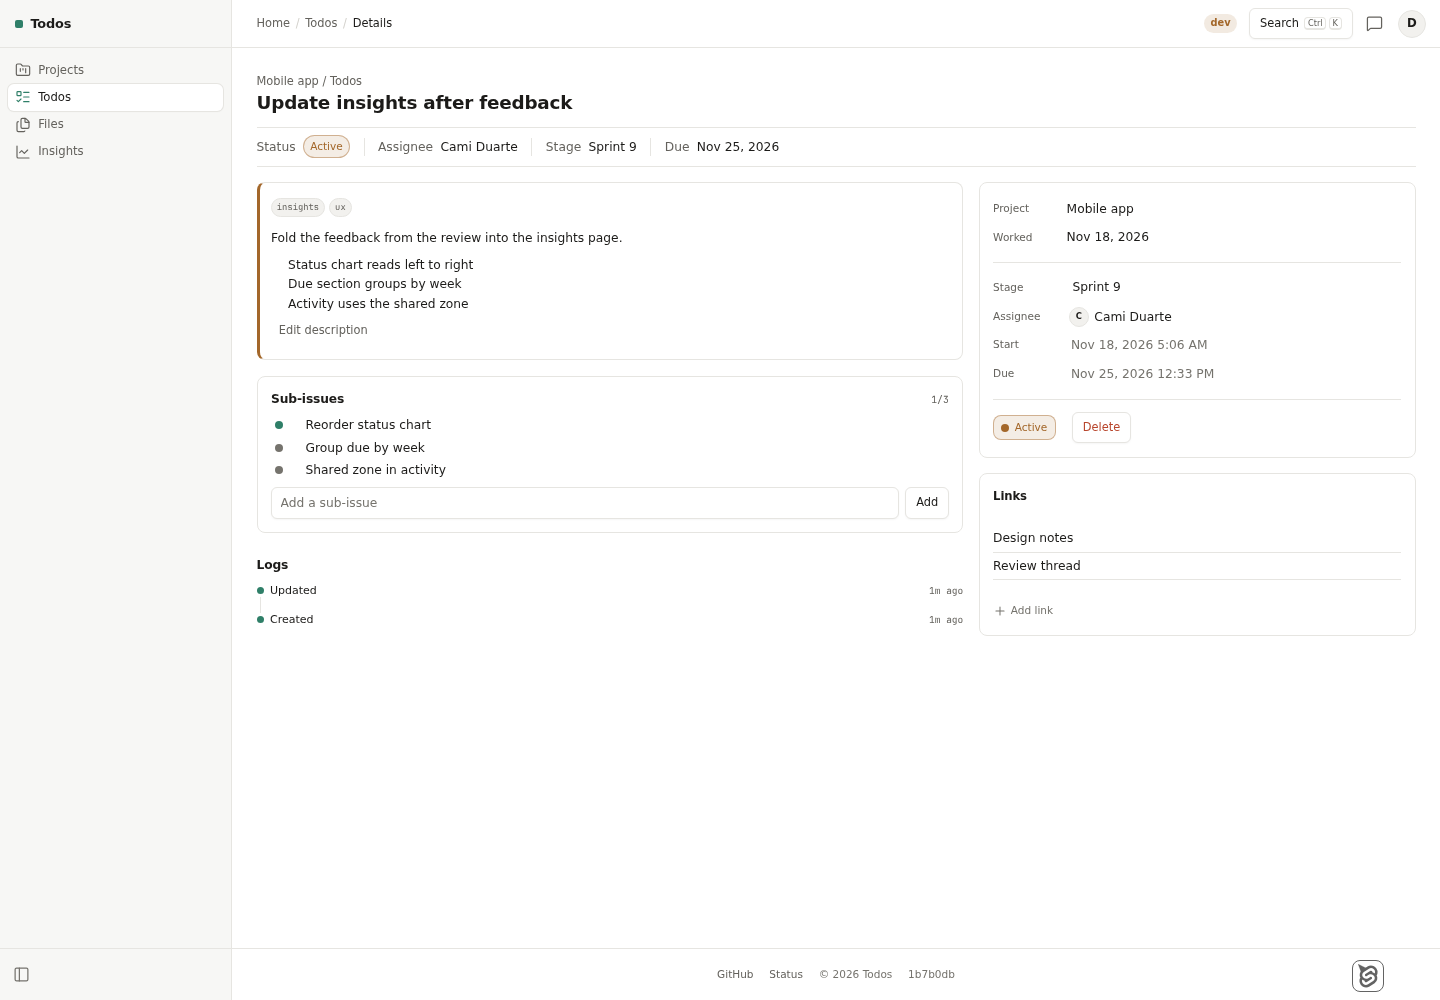 Todos
Projects
Todos
Files
Insights
Home / Todos / Details
dev
Search Ctrl K
D
Mobile app / Todos
Update insights after feedback
Status Active Assignee Cami Duarte Stage Sprint 9 Due Nov 25, 2026
insights ux
Fold the feedback from the review into the insights page.
Status chart reads left to right
Due section groups by week
Activity uses the shared zone
Edit description
Sub-issues 1/3
Reorder status chart
Group due by week
Shared zone in activity
Add a sub-issue Add
Logs
Updated 1m ago
Created 1m ago
Project Mobile app
Worked Nov 18, 2026
Stage Sprint 9
Assignee C Cami Duarte
Start Nov 18, 2026 5:06 AM
Due Nov 25, 2026 12:33 PM
Active Delete
Links
Design notes
Review thread
Add link
GitHub Status © 2026 Todos 1b7b0db